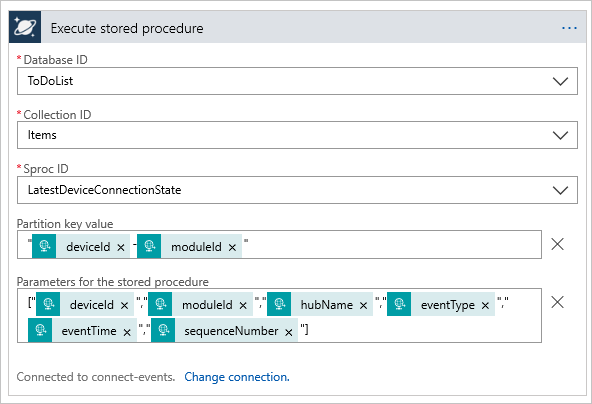 Execute stored procedure ...
* Database ID
ToDoList
* Collection ID
Items
* Sproc ID
LatestDeviceConnectionState
Partition key value
" deviceId × - moduleId × "
Parameters for the stored procedure
[" deviceId × "," moduleId × "," hubName × "," eventType × ","
eventTime × "," sequenceNumber × "]
Connected to connect-events. Change connection.